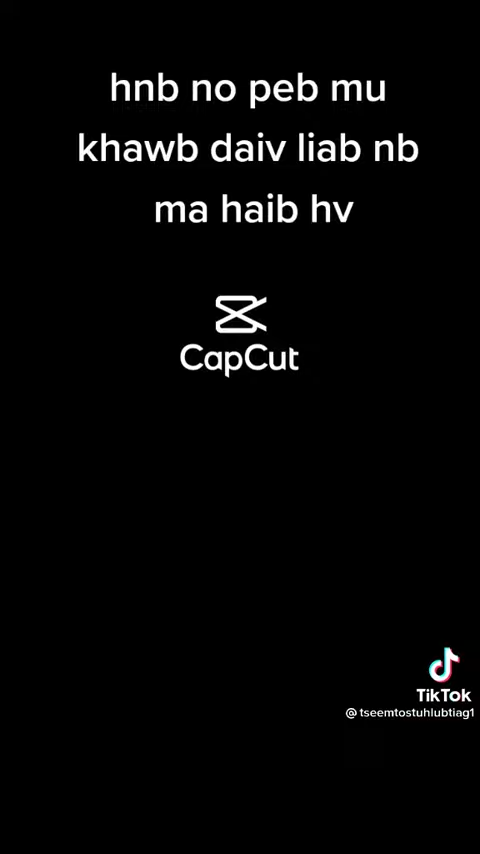 hnb no peb mu
khawb daiv liab nb
ma haib hv
CapCut
TikTok
@tseemtostuhlubtiag1